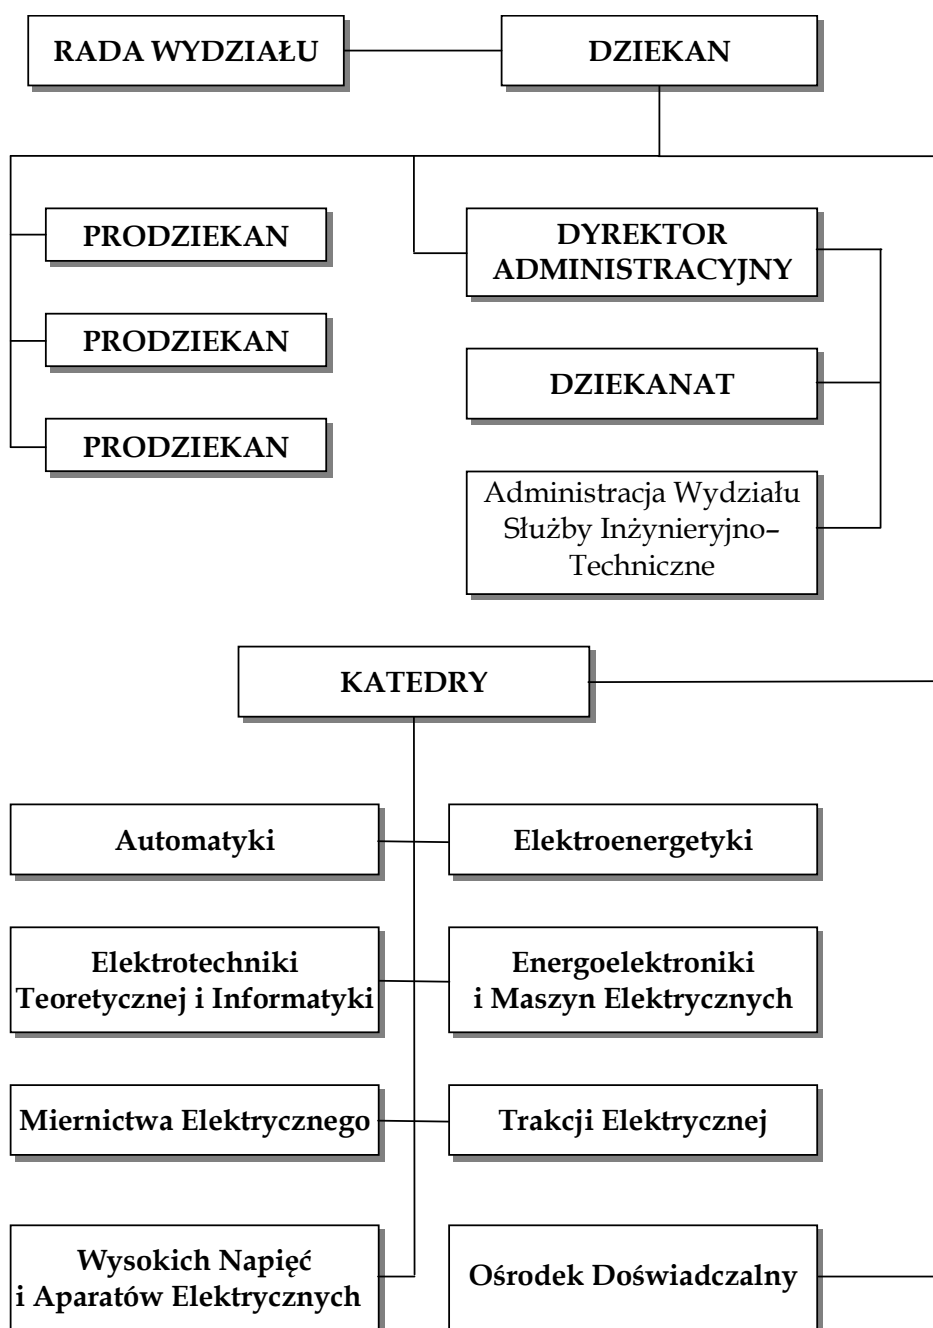 RADA WYDZIAŁU
DZIEKAN
PRODZIEKAN
PRODZIEKAN
PRODZIEKAN
DYREKTOR
ADMINISTRACYJNY
DZIEKANAT
Administracja Wydziału
Służby Inżynieryjno–
Techniczne
KATEDRY
Automatyki
Elektroenergetyki
Elektrotechniki
Teoretycznej i Informatyki
Energoelektroniki
i Maszyn Elektrycznych
Miernictwa Elektrycznego
Trakcji Elektrycznej
Wysokich Napięć
i Aparatów Elektrycznych
Ośrodek Doświadczalny